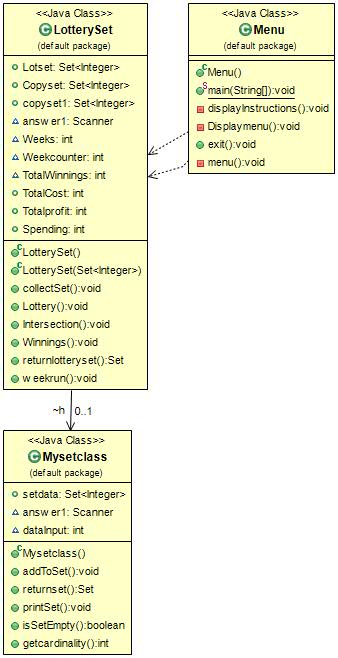 <<Java Class>>
LotterySet
(default package)
Lotset: Set<Integer>
Copyset: Set<Integer>
copyset1: Set<Integer>
answer1: Scanner
Weeks: int
Weekcounter: int
TotalWinnings: int
TotalCost: int
Totalprofit: int
Spending: int
LotterySet()
LotterySet(Set<Integer>)
collectSet():void
Lottery():void
Intersection():void
Winnings():void
returnlotteryset():Set
weekrun():void
<<Java Class>>
Menu
(default package)
Menu()
main(String[]):void
displayInstructions():void
Displaymenu():void
exit():void
menu():void
~h 0..1
<<Java Class>>
Mysetclass
(default package)
setdata: Set<Integer>
answer1: Scanner
dataInput: int
Mysetclass()
addToSet():void
returnset():Set
printSet():void
isSetEmpty():boolean
getcardinality():int